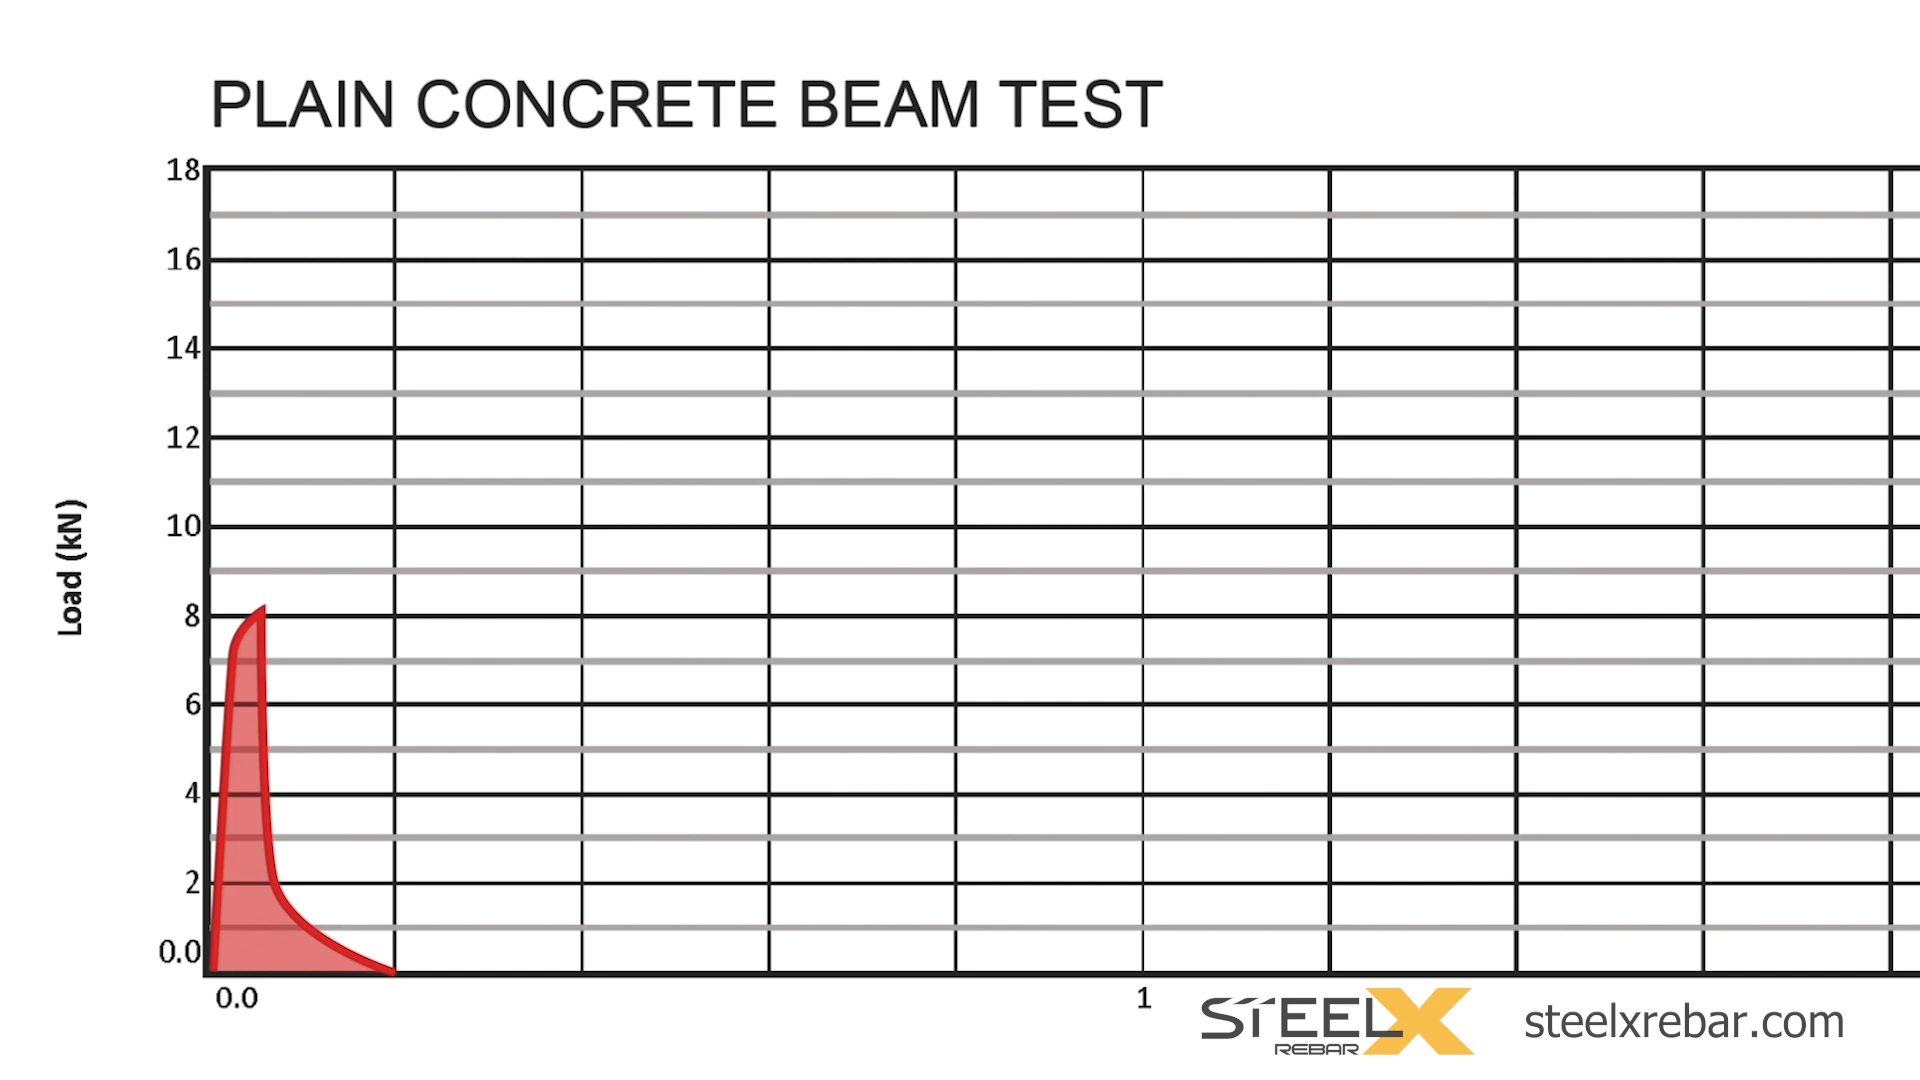 PLAIN CONCRETE BEAM TEST
18
16
14
12
10
8
6
4
2
0.0
Load (kN)
0.0 1
STEELX
REBAR
steelxrebar.com